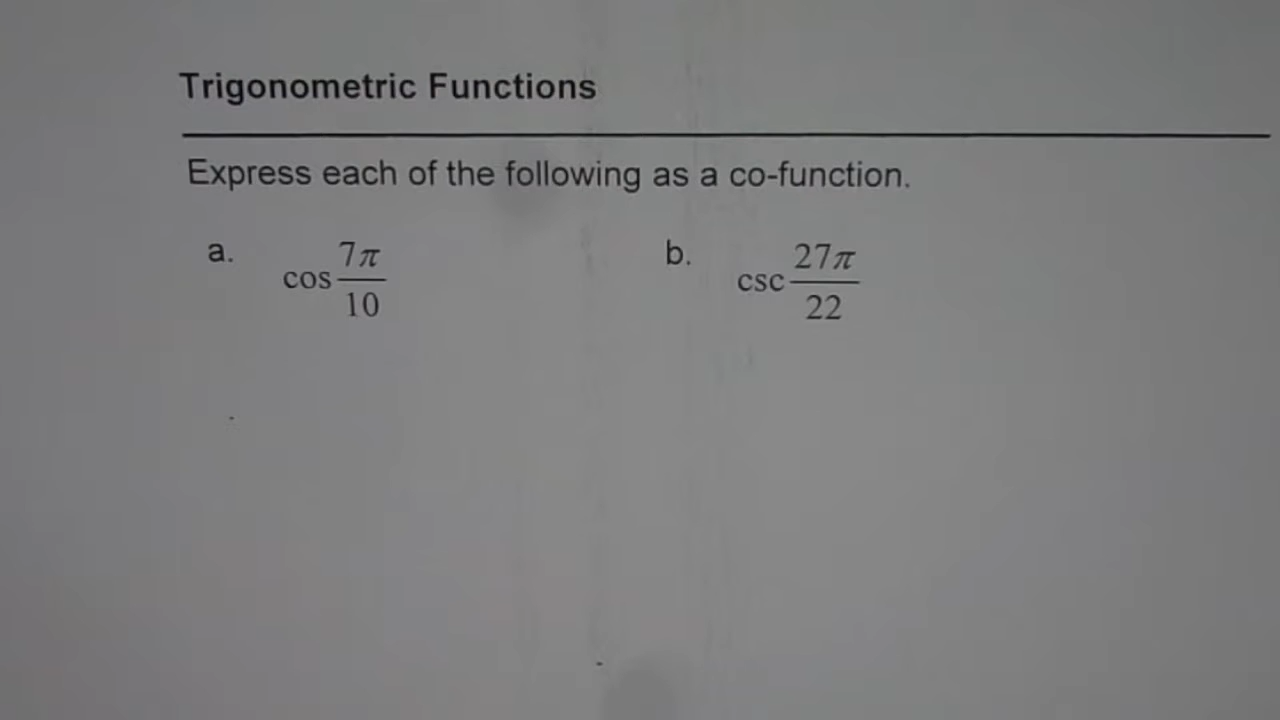 Trigonometric Functions
Express each of the following as a co-function.
a. cos 7π/10 b. csc 27π/22